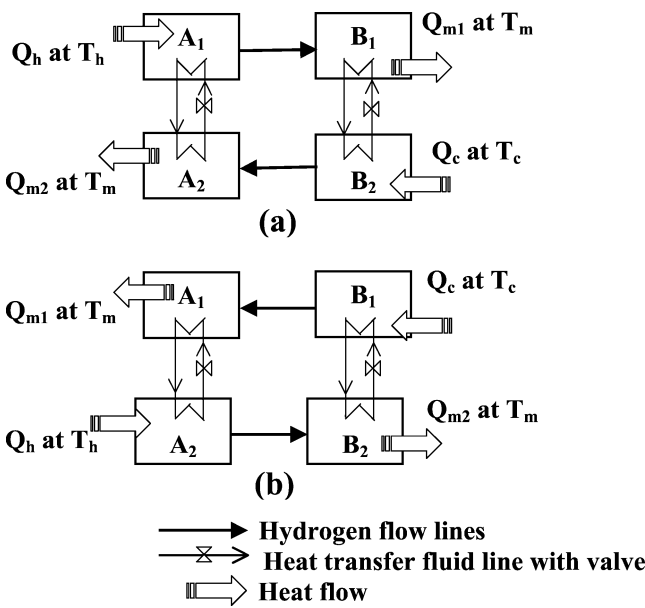 Qh at Th
A1
B1
Qm1 at Tm
Qm2 at Tm
A2
B2
Qc at Tc
(a)
Qm1 at Tm
A1
B1
Qc at Tc
Qh at Th
A2
B2
Qm2 at Tm
(b)
Hydrogen flow lines
Heat transfer fluid line with valve
Heat flow